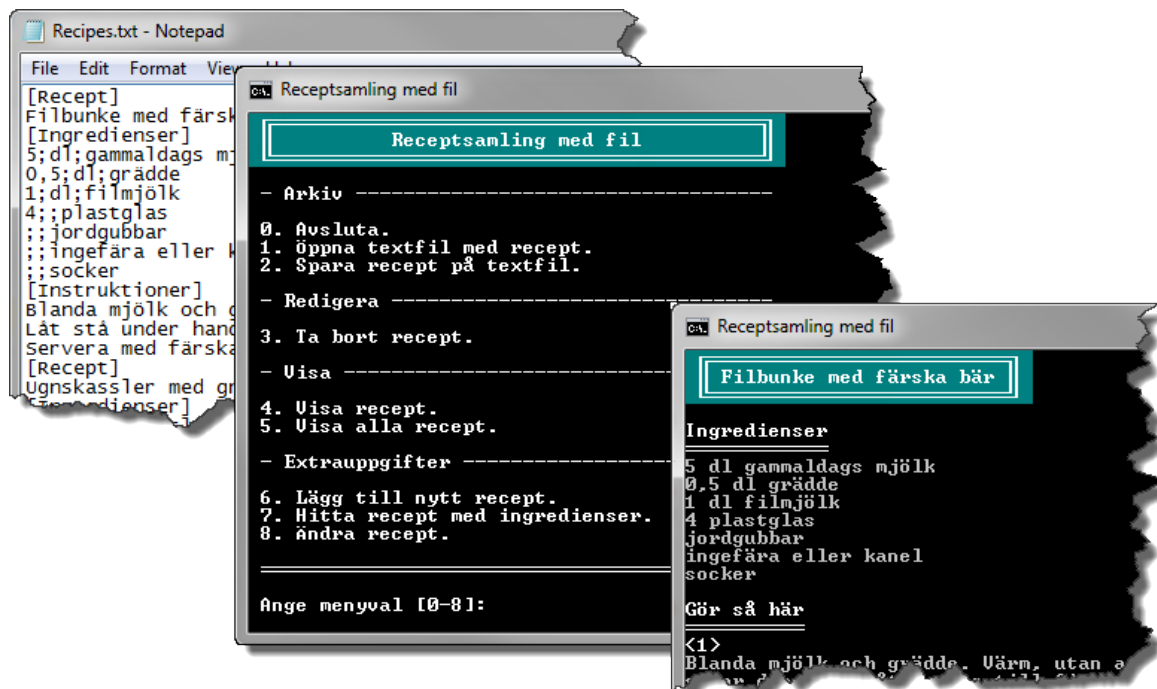 Recipes.txt - Notepad
File Edit Format View
[Recept]
Filbunke med färsk
[Ingredienser]
5;dl;gammaldags
0,5;dl;grädde
1;dl;filmjölk
4;;plastglas
;;jordgubbar
;;ingefära eller
;;socker
[Instruktioner]
Blanda mjölk och
Låt stå under
Servera med färska
[Recept]
Ugnskassler med
[Ingredienser]
Receptsamling med fil
Receptsamling med fil
- Arkiv
0. Avsluta.
1. Öppna textfil med recept.
2. Spara recept på textfil.
- Redigera
3. Ta bort recept.
- Visa
4. Visa recept.
5. Visa alla recept.
- Extrauppgifter
6. Lägg till nytt recept.
7. Hitta recept med ingredienser.
8. Ändra recept.
Ange menyval [0-8]:
Receptsamling med fil
Filbunke med färska bär
Ingredienser
5 dl gammaldags mjölk
0,5 dl grädde
1 dl filmjölk
4 plastglas
jordgubbar
ingefära eller kanel
socker
Gör så här
<1>
Blanda mjölk och grädde. Värm, utan a